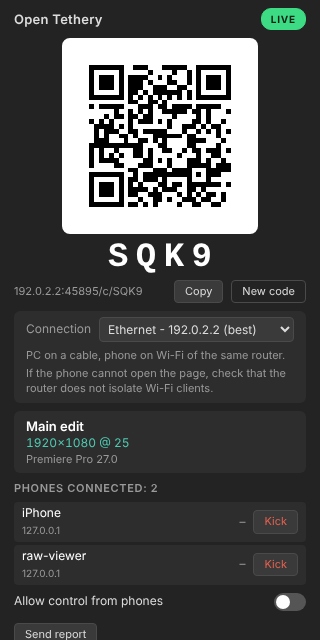 Open Tethery
LIVE
SQK9
192.0.2.2:45895/c/SQK9
Copy
New code
Connection
Ethernet - 192.0.2.2 (best)
PC on a cable, phone on Wi-Fi of the same router.
If the phone cannot open the page, check that the
router does not isolate Wi-Fi clients.
Main edit
1920×1080 @ 25
Premiere Pro 27.0
PHONES CONNECTED: 2
iPhone
127.0.0.1
–
Kick
raw-viewer
127.0.0.1
–
Kick
Allow control from phones
Send report